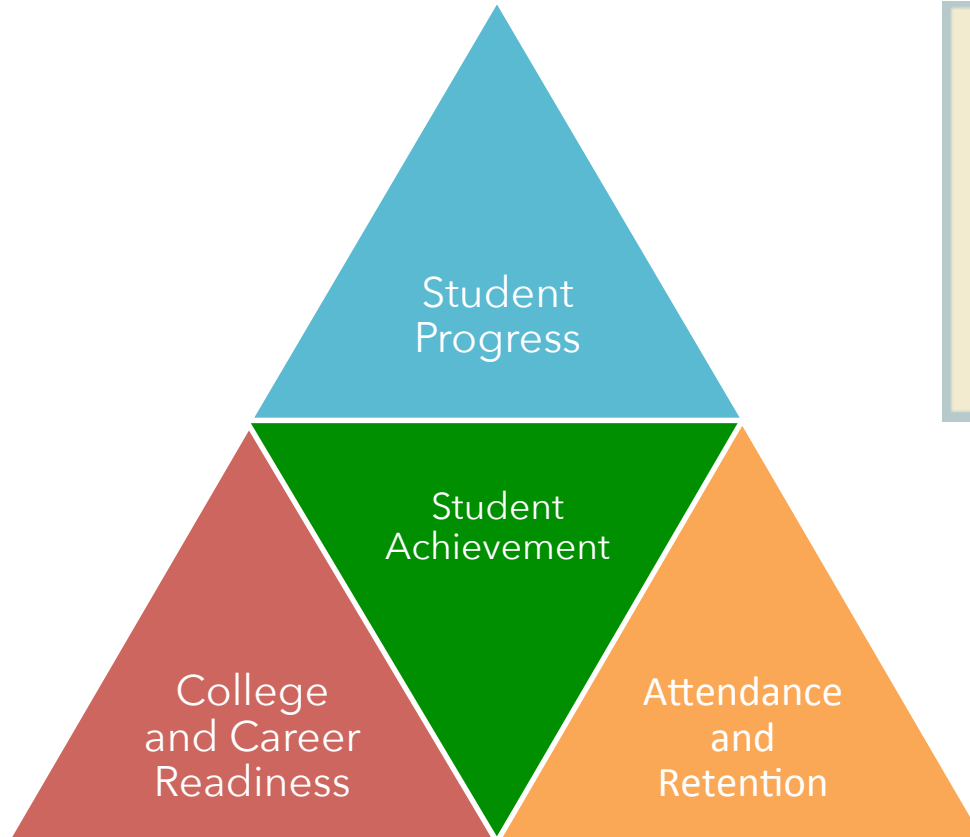 Student
Progress
Student
Achievement
College
and Career
Readiness
Attendance
and
Retention